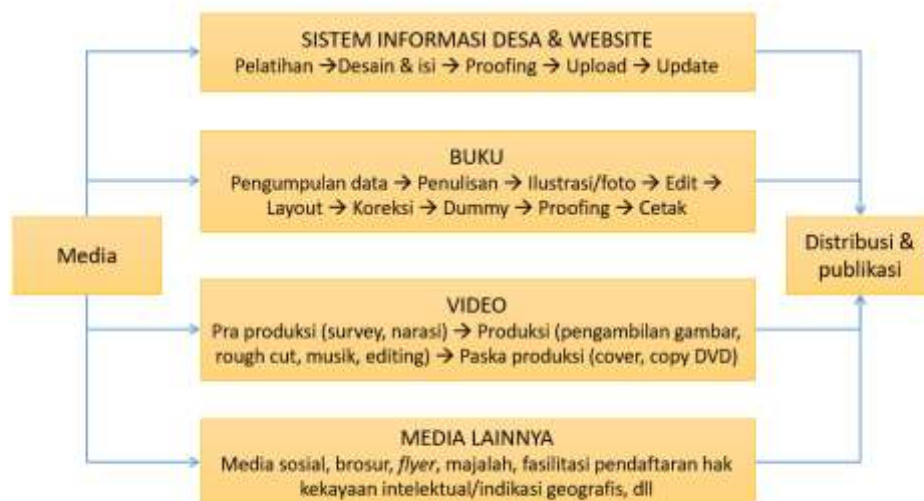 SISTEM INFORMASI DESA & WEBSITE
Pelatihan →Desain & isi → Proofing → Upload → Update
BUKU
Pengumpulan data → Penulisan → Ilustrasi/foto → Edit →
Layout → Koreksi → Dummy → Proofing → Cetak
Media
Distribusi &
publikasi
VIDEO
Pra produksi (survey, narasi) → Produksi (pengambilan gambar,
rough cut, musik, editing) → Paska produksi (cover, copy DVD)
MEDIA LAINNYA
Media sosial, brosur, flyer, majalah, fasilitasi pendaftaran hak
kekayaan intelektual/indikasi geografis, dll